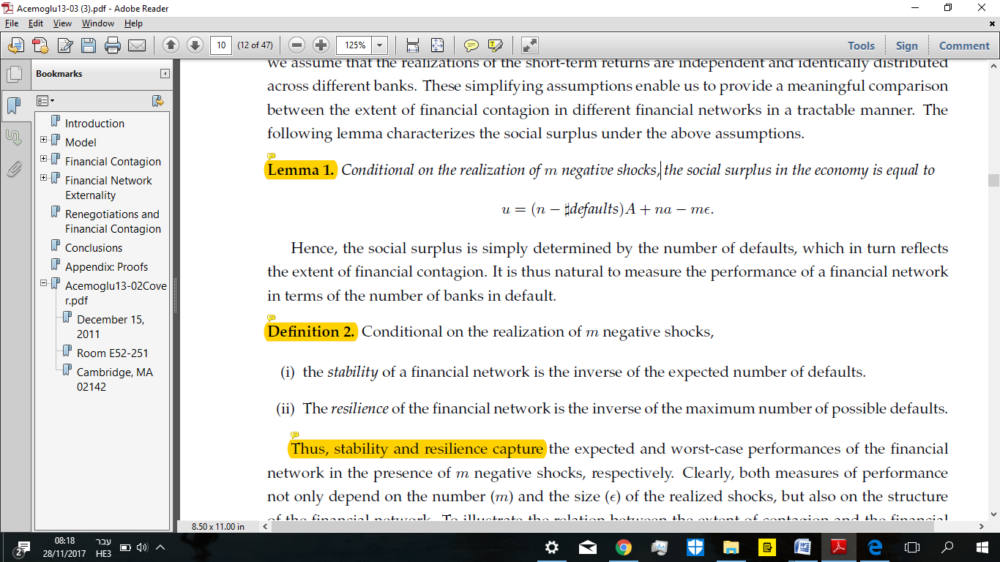 Acemoglu13-03 (3).pdf - Adobe Reader
File Edit View Window Help
10 (12 of 47) 125% Tools Sign Comment
Bookmarks
Introduction
Model
Financial Contagion
Financial Network
Externality
Renegotiations and
Financial Contagion
Conclusions
Appendix: Proofs
Acemoglu13-02Cove
r.pdf
December 15,
2011
Room E52-251
Cambridge, MA
02142
we assume that the realizations of the short-term returns are independent and identically distributed
across different banks. These simplifying assumptions enable us to provide a meaningful comparison
between the extent of financial contagion in different financial networks in a tractable manner. The
following lemma characterizes the social surplus under the above assumptions.
Lemma 1. Conditional on the realization of m negative shocks, the social surplus in the economy is equal to
u = (n − ♯defaults)A + na − mϵ.
Hence, the social surplus is simply determined by the number of defaults, which in turn reflects
the extent of financial contagion. It is thus natural to measure the performance of a financial network
in terms of the number of banks in default.
Definition 2. Conditional on the realization of m negative shocks,
(i) the stability of a financial network is the inverse of the expected number of defaults.
(ii) The resilience of the financial network is the inverse of the maximum number of possible defaults.
Thus, stability and resilience capture the expected and worst-case performances of the financial
network in the presence of m negative shocks, respectively. Clearly, both measures of performance
not only depend on the number (m) and the size (ϵ) of the realized shocks, but also on the structure
of the financial network. To illustrate the relation between the extent of contagion and the financial
8.50 x 11.00 in
2
08:18
28/11/2017
עבר
HE3